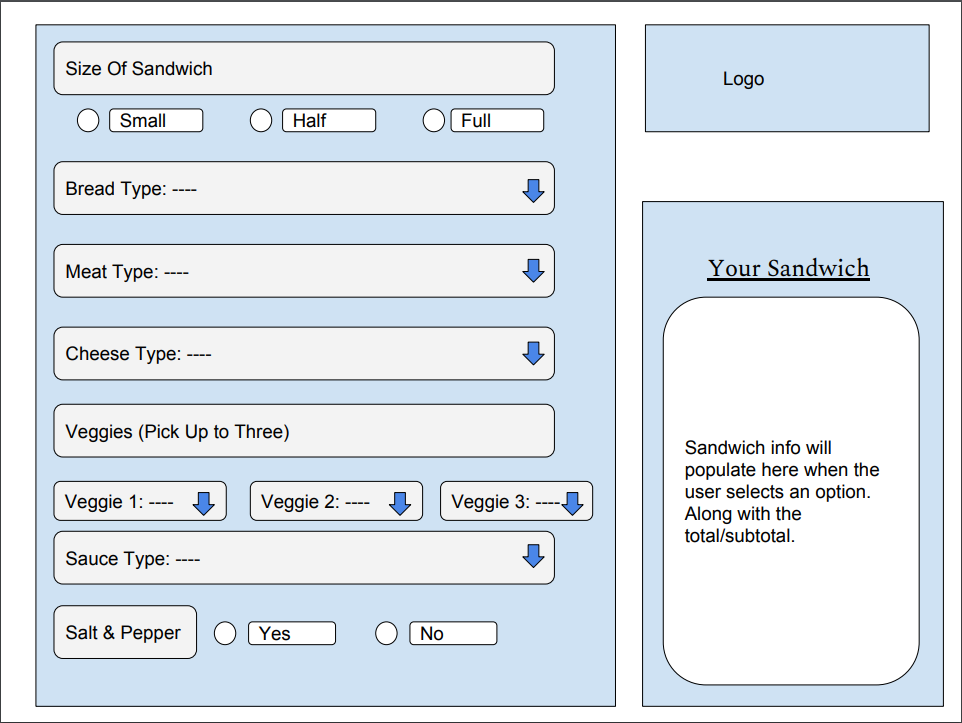 Size Of Sandwich
Small
Half
Full
Bread Type: ----
Meat Type: ----
Cheese Type: ----
Veggies (Pick Up to Three)
Veggie 1: ----
Veggie 2: ----
Veggie 3: ----
Sauce Type: ----
Salt & Pepper
Yes
No
Logo
Your Sandwich
Sandwich info will
populate here when the
user selects an option.
Along with the
total/subtotal.